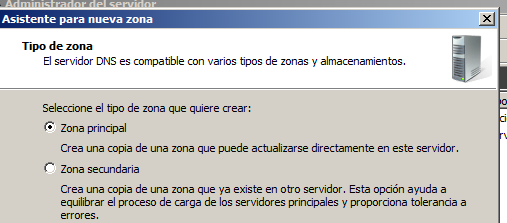 Administrador del servidor
Asistente para nueva zona
Tipo de zona
El servidor DNS es compatible con varios tipos de zonas y almacenamientos.
Seleccione el tipo de zona que quiere crear:
Zona principal
Crea una copia de una zona que puede actualizarse directamente en este servidor.
Zona secundaria
Crea una copia de una zona que ya existe en otro servidor. Esta opción ayuda a
equilibrar el proceso de carga de los servidores principales y proporciona tolerancia a
errores.